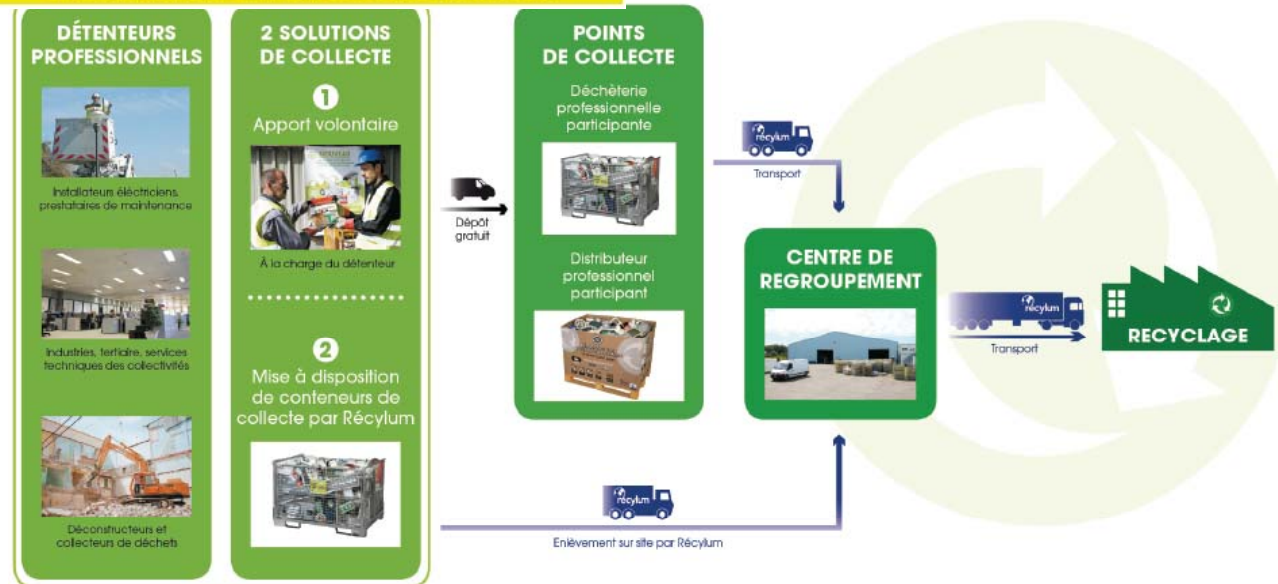 DÉTENTEURS
PROFESSIONNELS
Installateurs éléctriciens,
prestataires de maintenance
Industries, tertiaire, services
techniques des collectivités
Déconstructeurs et
collecteurs de déchets
2 SOLUTIONS
DE COLLECTE
1
Apport volontaire
À la charge du détenteur
2
Mise à disposition
de conteneurs de
collecte par Récylum
Dépôt
gratuit
POINTS
DE COLLECTE
Déchèterie
professionnelle
participante
Distributeur
professionnel
participant
récylum
Transport
récylum
Enlèvement sur site par Récylum
CENTRE DE
REGROUPEMENT
récylum
Transport
RECYCLAGE